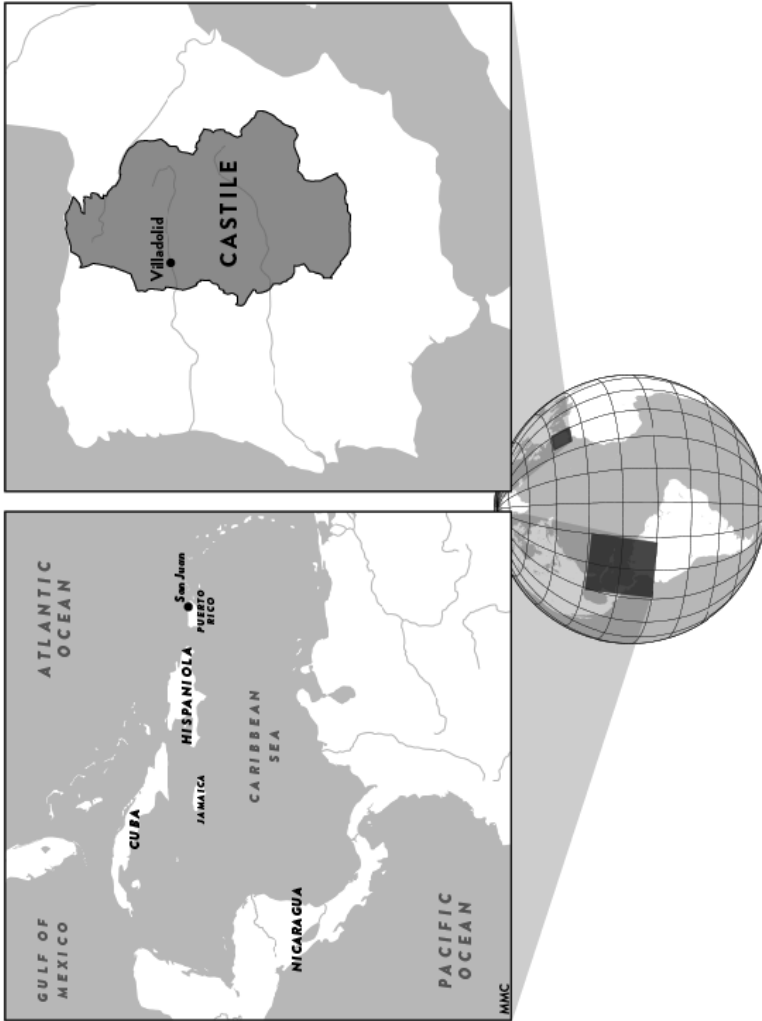 ATLANTIC
OCEAN
GULF OF
MEXICO
CUBA
HISPANIOLA
San Juan
PUERTO
RICO
JAMAICA
CARIBBEAN
SEA
NICARAGUA
PACIFIC
OCEAN
MMC
Villadolid
CASTILE